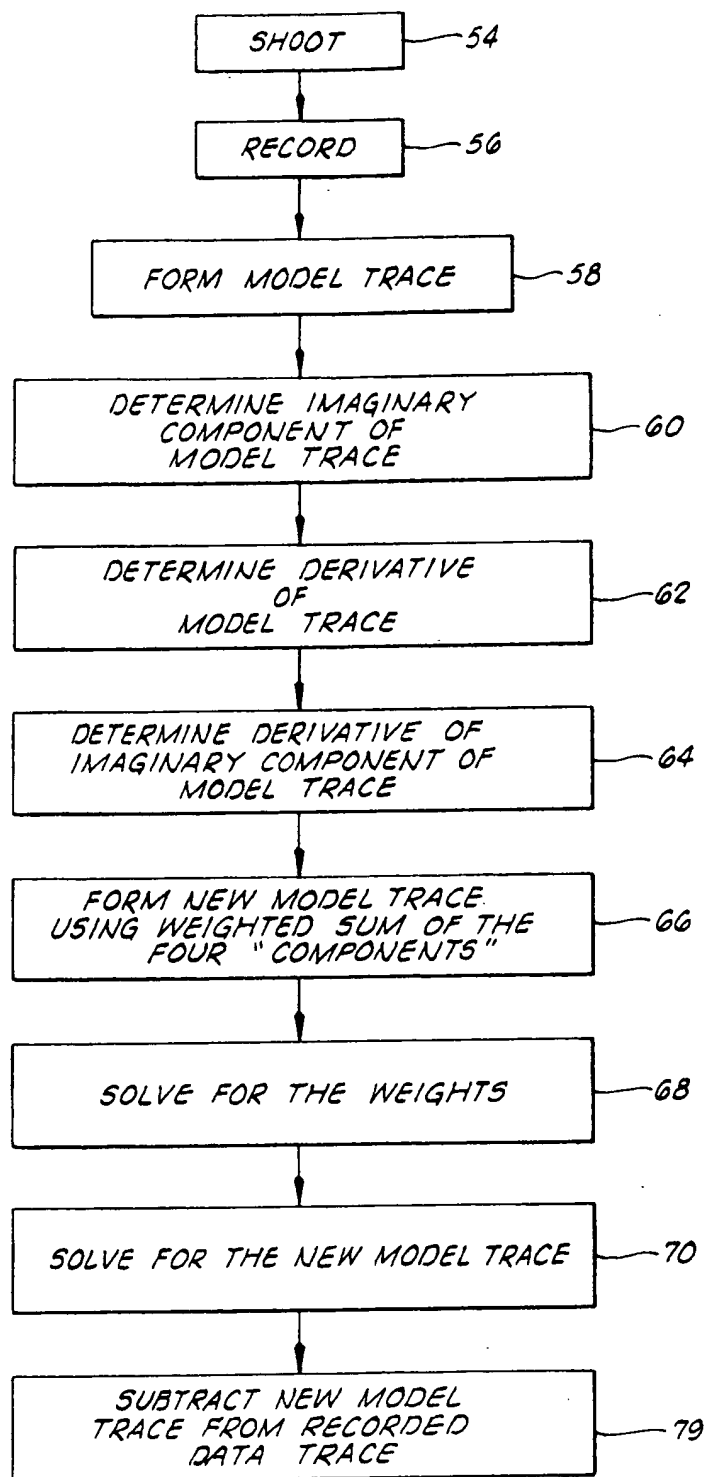 SHOOT
54
RECORD
56
FORM MODEL TRACE
58
DETERMINE IMAGINARY
COMPONENT OF
MODEL TRACE
60
DETERMINE DERIVATIVE
OF
MODEL TRACE
62
DETERMINE DERIVATIVE OF
IMAGINARY COMPONENT OF
MODEL TRACE
64
FORM NEW MODEL TRACE
USING WEIGHTED SUM OF THE
FOUR "COMPONENTS"
66
SOLVE FOR THE WEIGHTS
68
SOLVE FOR THE NEW MODEL TRACE
70
SUBTRACT NEW MODEL
TRACE FROM RECORDED
DATA TRACE
79